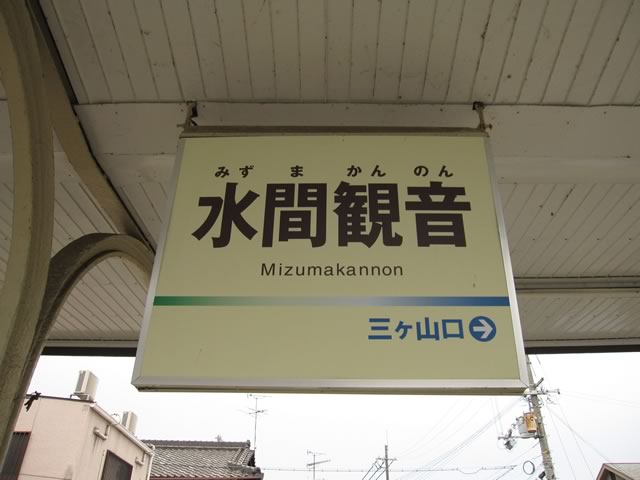 みず ま かん のん
水間観音
Mizumakannon
三ヶ山口